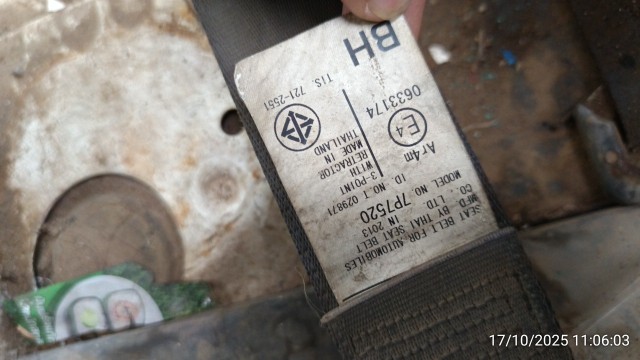 SEAT BELT FOR AUTOMOBILES
MFD. BY THAI SEAT BELT
CO., LTD. IN 2013
MODEL NO. 7P7520
ID. NO. T 029871
3-POINT
WITH
RETRACTOR
MADE IN
THAILAND
Ar4m
E4
0633174
TIS. 721-2551
BH
17/10/2025 11:06:03